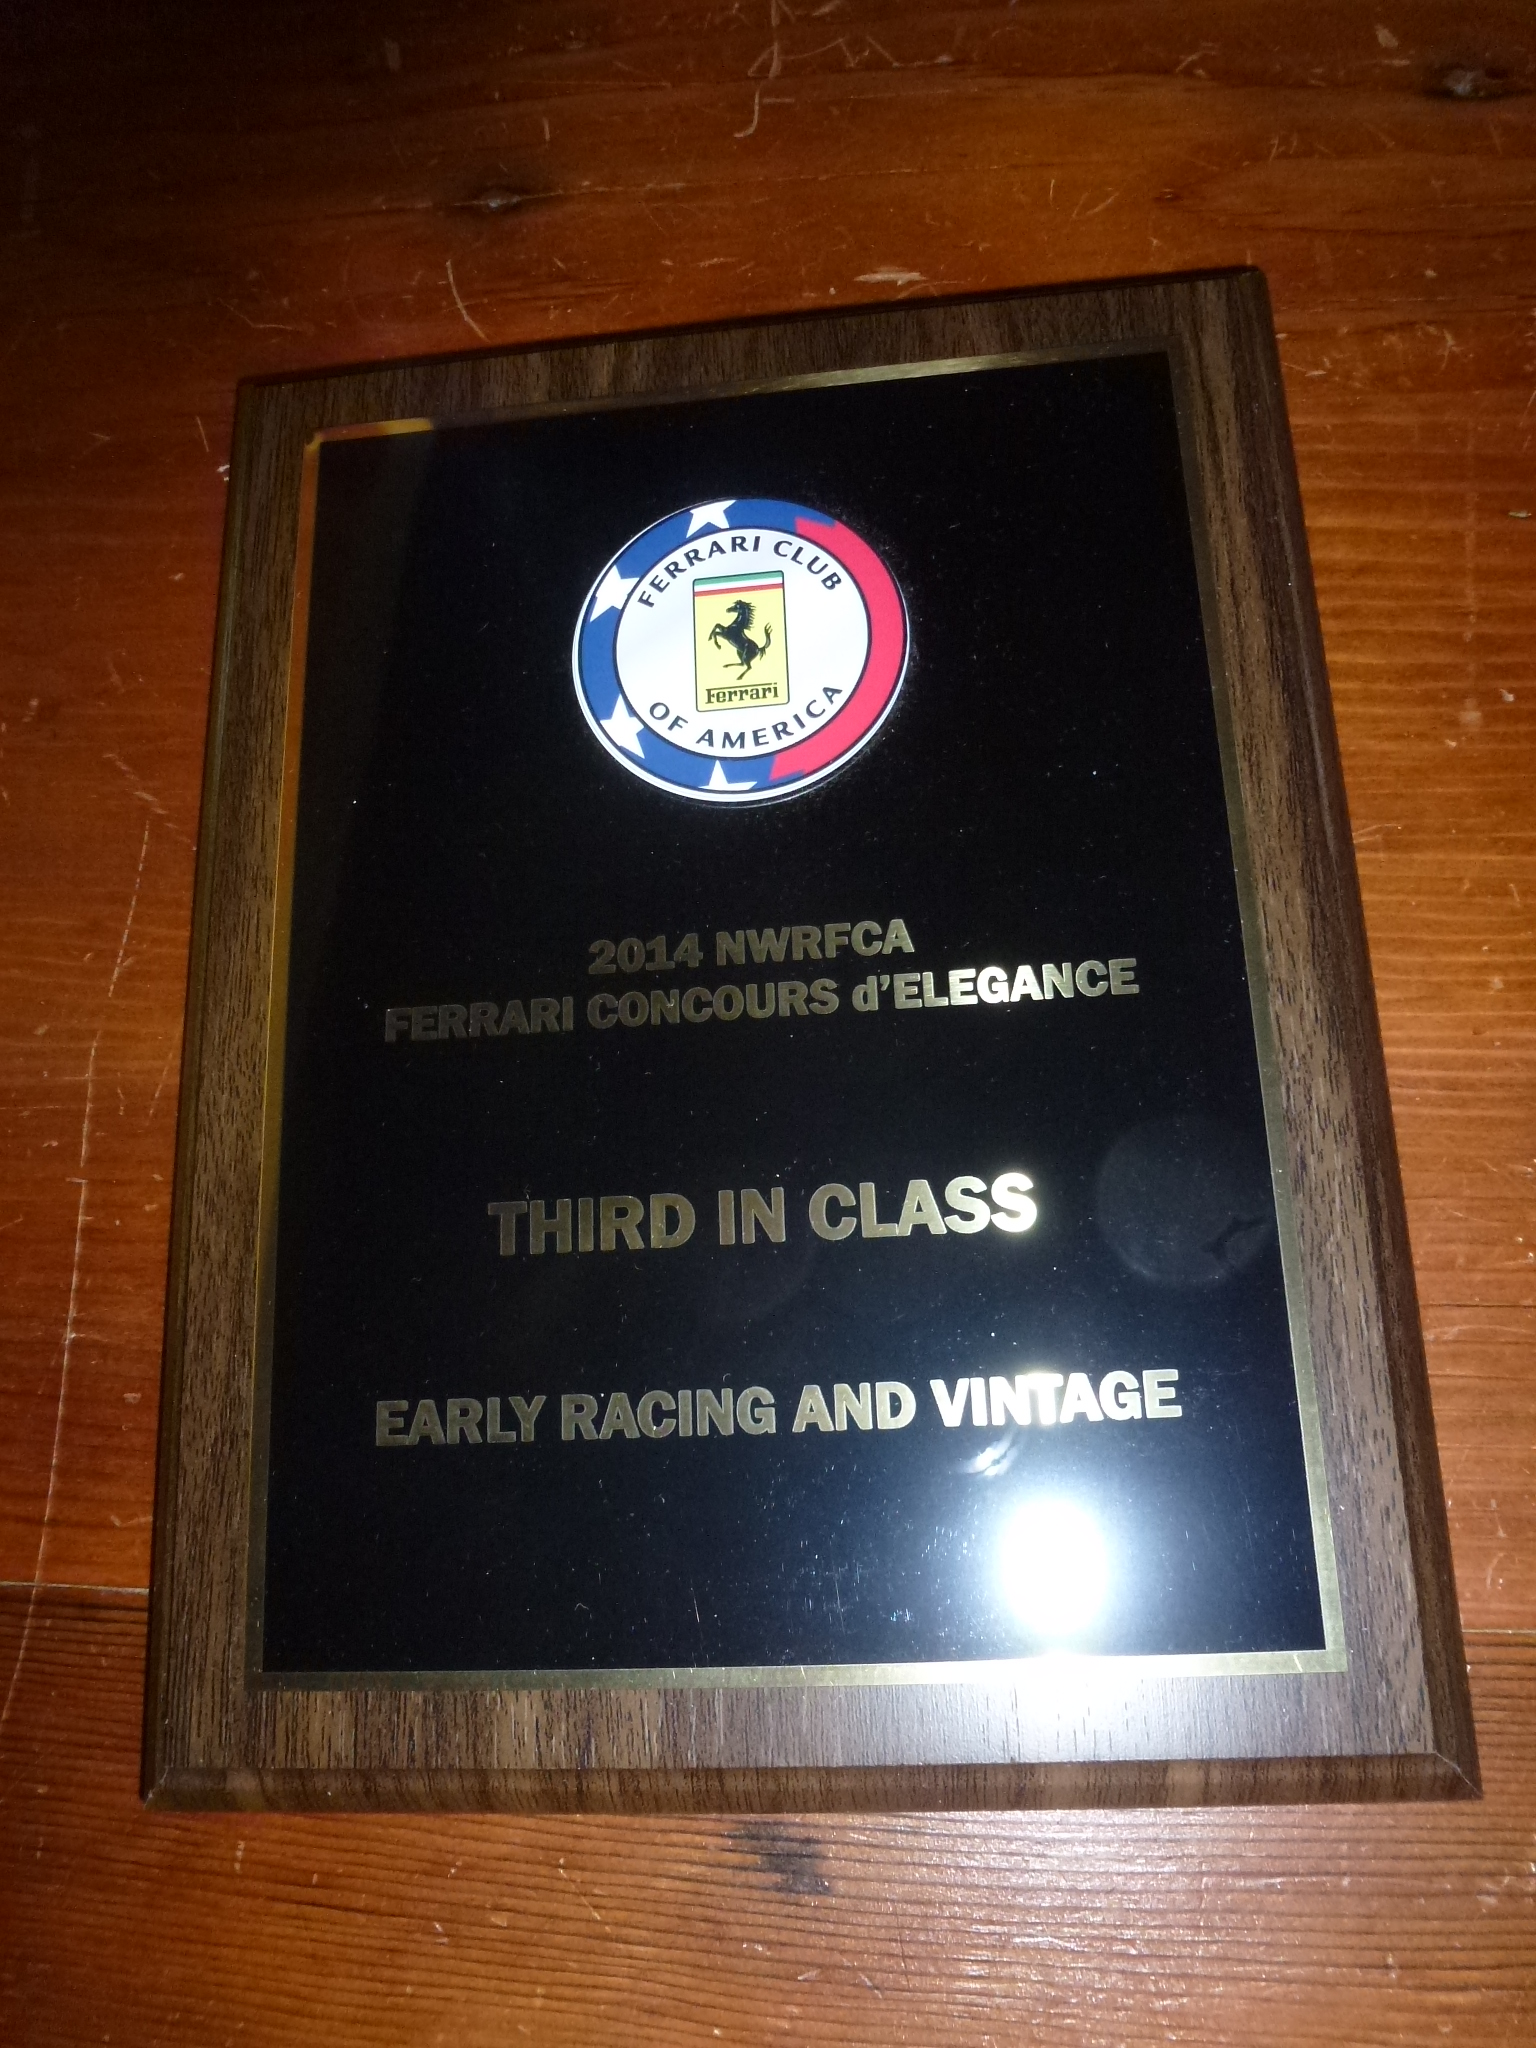 FERRARI CLUB
Ferrari
OF AMERICA
2014 NWRFCA
FERRARI CONCOURS d'ELEGANCE
THIRD IN CLASS
EARLY RACING AND VINTAGE